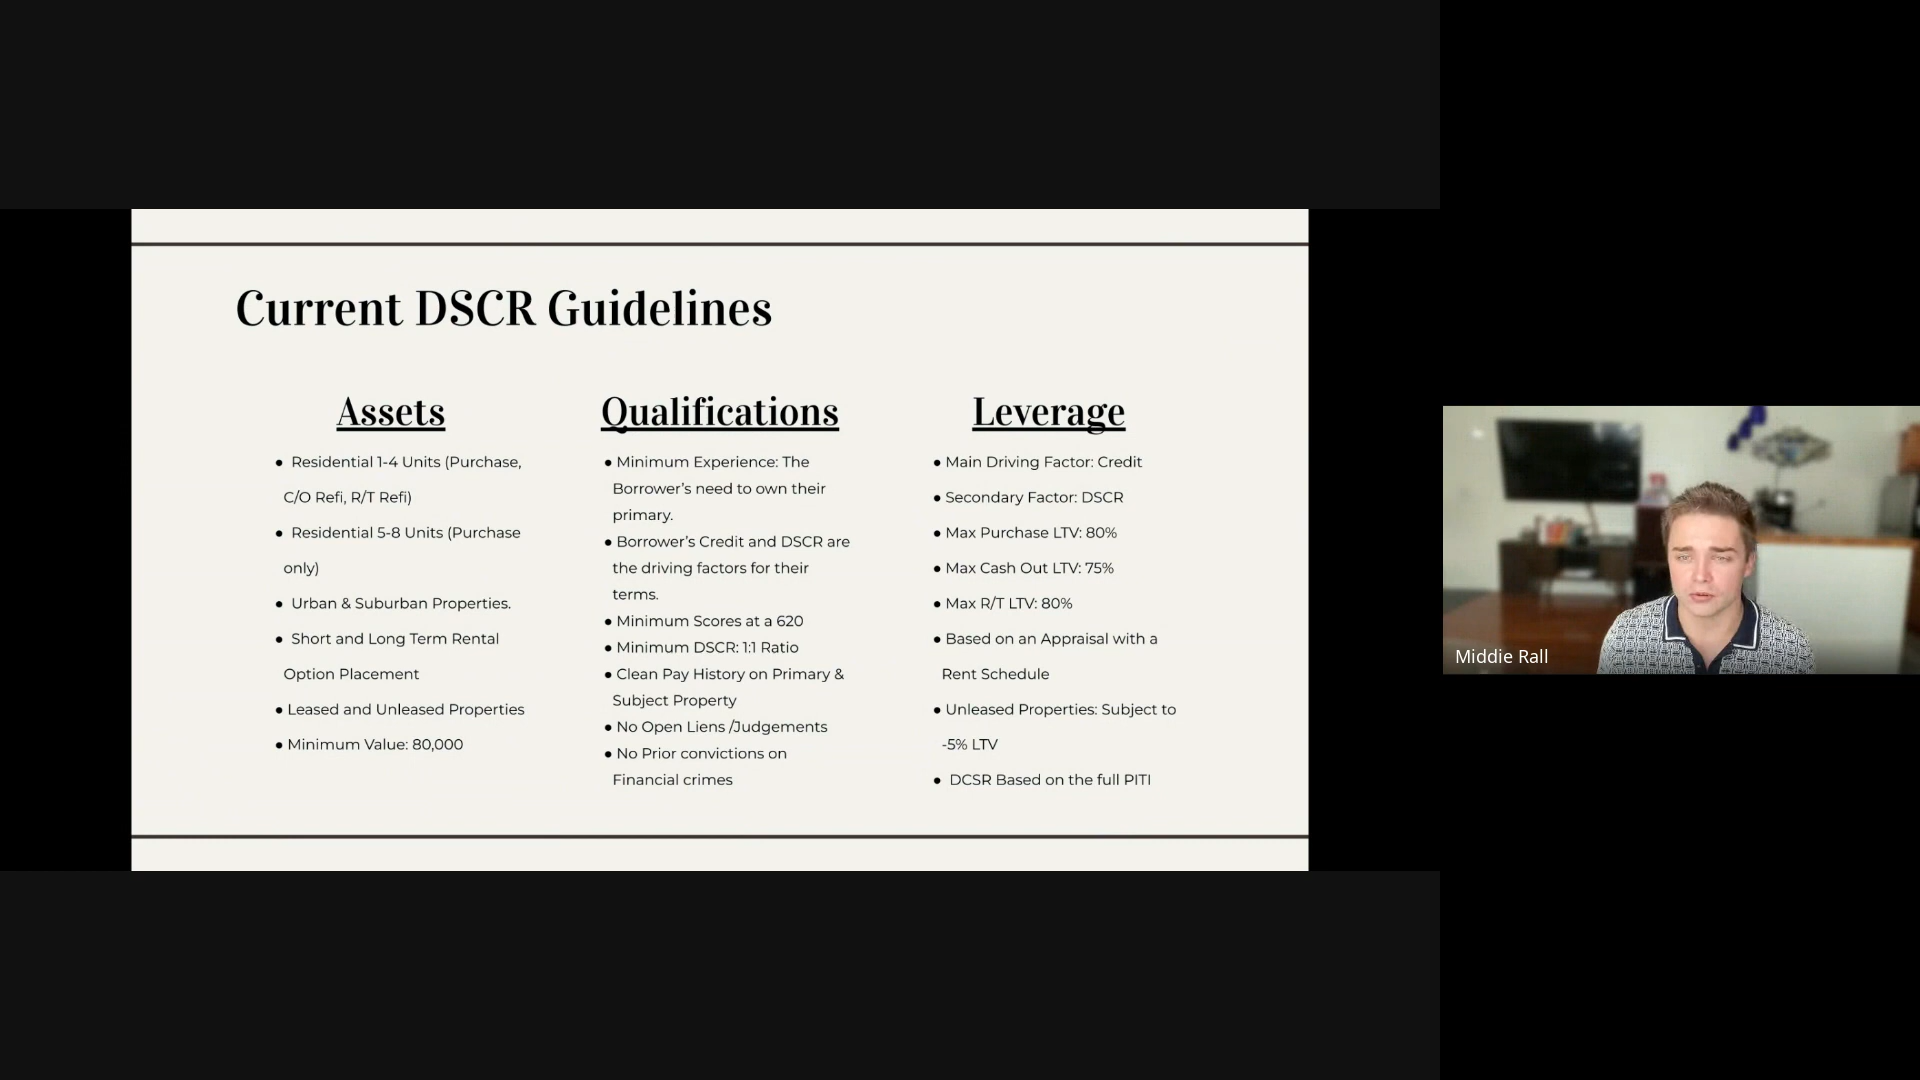 Current DSCR Guidelines
Assets
● Residential 1-4 Units (Purchase,
C/O Refi, R/T Refi)
● Residential 5-8 Units (Purchase
only)
● Urban & Suburban Properties.
● Short and Long Term Rental
Option Placement
● Leased and Unleased Properties
● Minimum Value: 80,000
Qualifications
● Minimum Experience: The
Borrower's need to own their
primary.
● Borrower's Credit and DSCR are
the driving factors for their
terms.
● Minimum Scores at a 620
● Minimum DSCR: 1:1 Ratio
● Clean Pay History on Primary &
Subject Property
● No Open Liens /Judgements
● No Prior convictions on
Financial crimes
Leverage
● Main Driving Factor: Credit
● Secondary Factor: DSCR
● Max Purchase LTV: 80%
● Max Cash Out LTV: 75%
● Max R/T LTV: 80%
● Based on an Appraisal with a
Rent Schedule
● Unleased Properties: Subject to
-5% LTV
● DCSR Based on the full PITI
Middie Rall